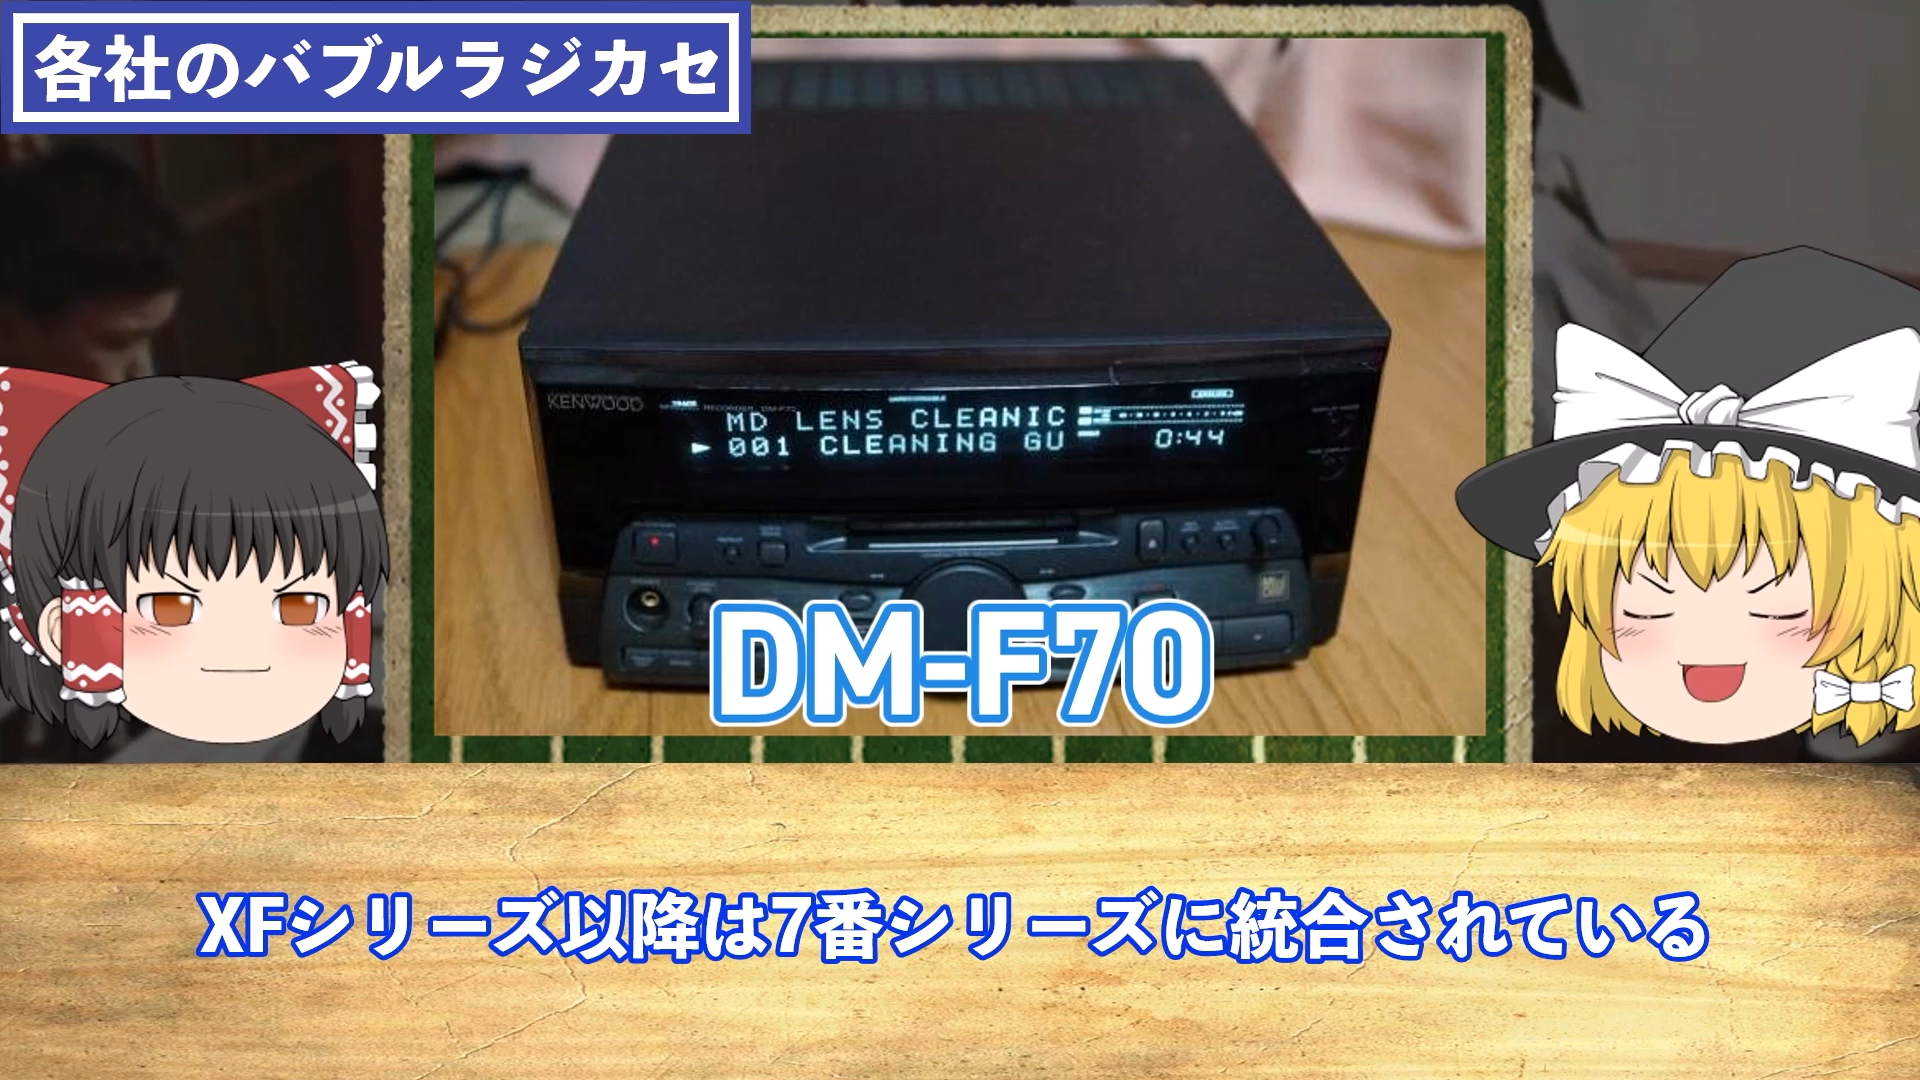 各社のバブルラジカセ
KENWOOD
MD LENS CLEANIC
► 001 CLEANING GU 0:44
DM-F70
XFシリーズ以降は7番シリーズに統合されている